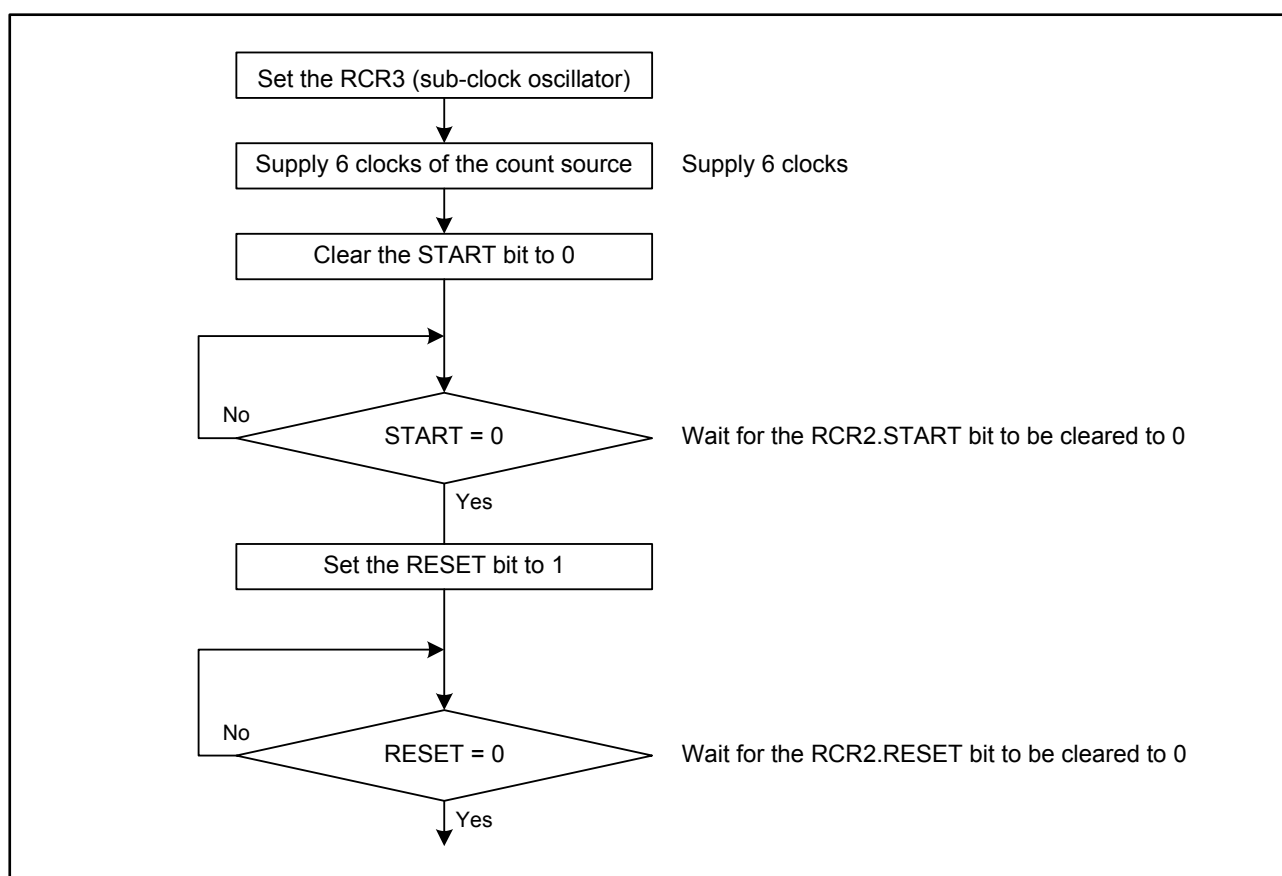 Set the RCR3 (sub-clock oscillator)
Supply 6 clocks of the count source
Supply 6 clocks
Clear the START bit to 0
No
START = 0
Wait for the RCR2.START bit to be cleared to 0
Yes
Set the RESET bit to 1
No
RESET = 0
Wait for the RCR2.RESET bit to be cleared to 0
Yes